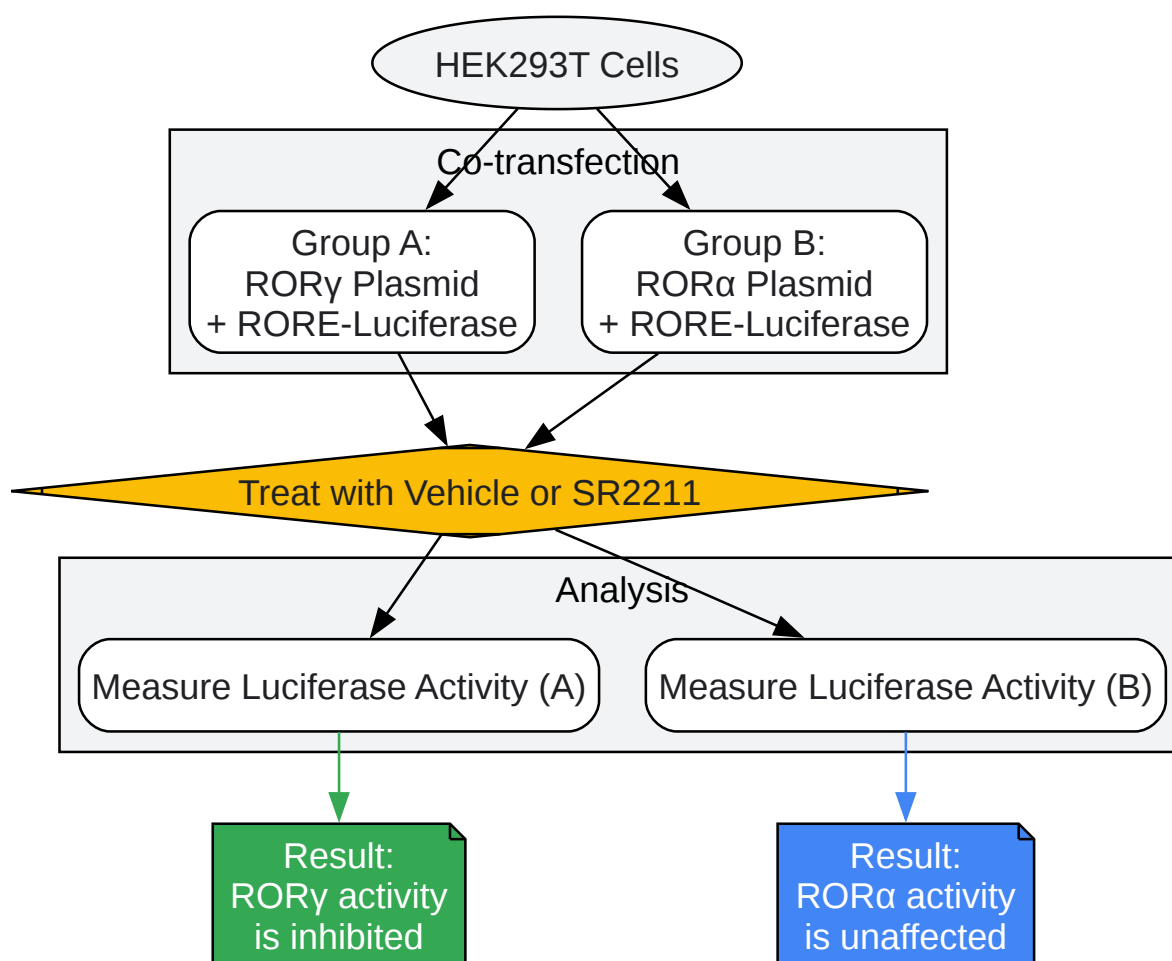 HEK293T Cells
Co-transfection
Group A:
RORγ Plasmid
+ RORE-Luciferase
Group B:
RORα Plasmid
+ RORE-Luciferase
Treat with Vehicle or SR2211
Analysis
Measure Luciferase Activity (A)
Measure Luciferase Activity (B)
Result:
RORγ activity
is inhibited
Result:
RORα activity
is unaffected